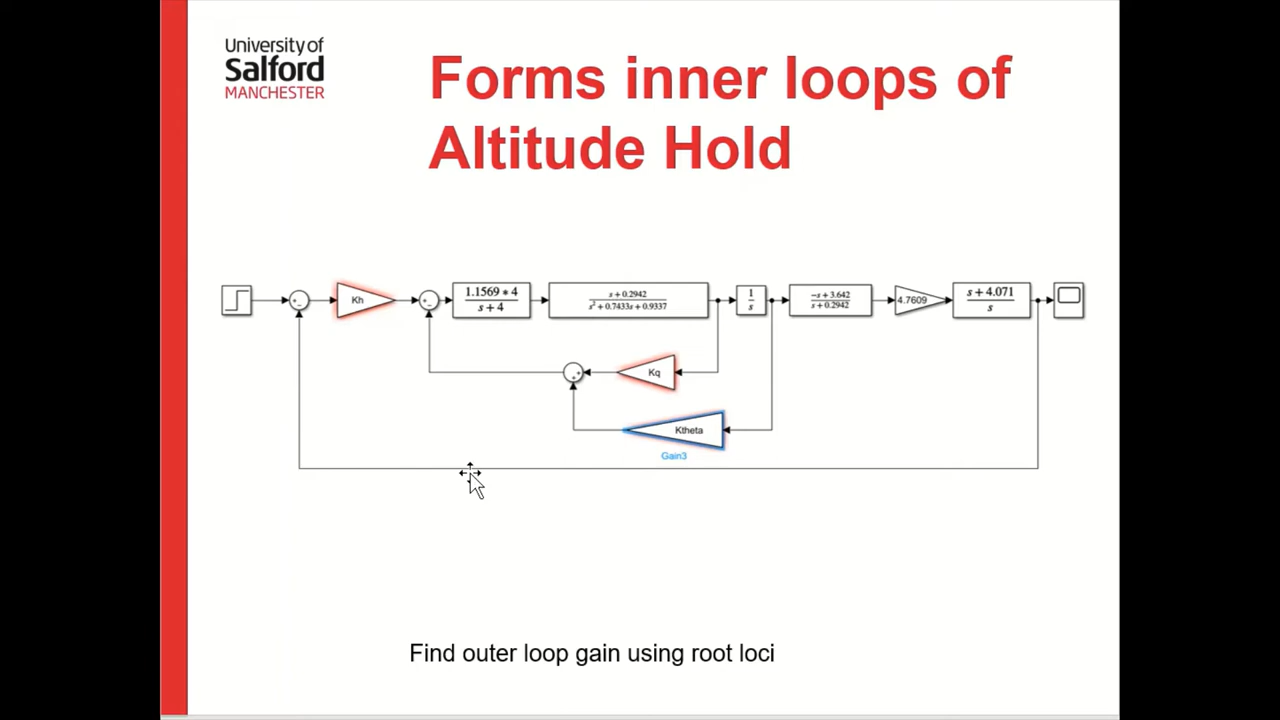 University of
Salford
MANCHESTER
Forms inner loops of
Altitude Hold
Kh
1.1569 * 4
s + 4
s + 0.2942
s² + 0.7433s + 0.9337
1
s
-s + 3.642
s + 0.2942
4.7609
s + 4.071
s
Kq
Ktheta
Gain3
Find outer loop gain using root loci